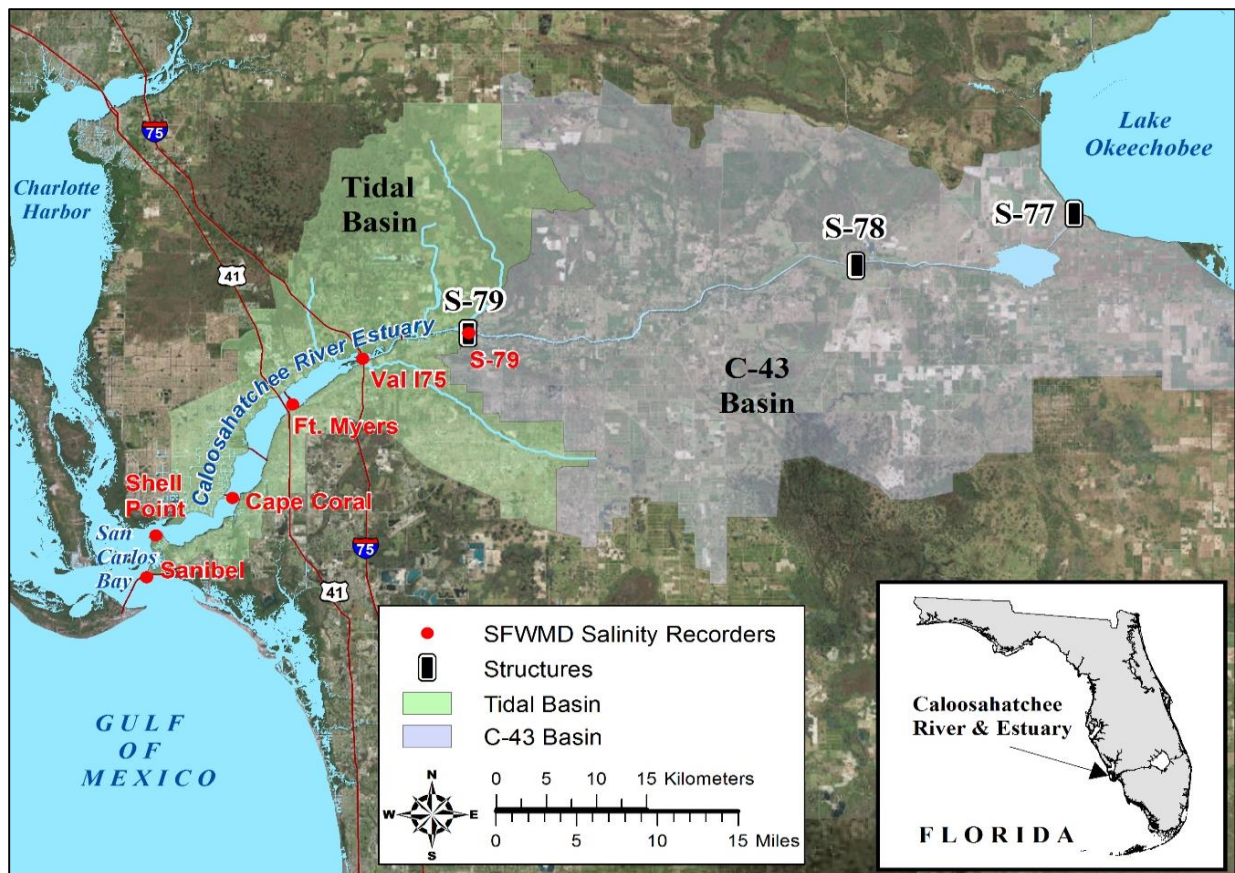 75
Lake
Okeechobee
Charlotte
Harbor
Tidal
Basin
S-77
S-78
41
S-79
S-79
Caloosahatchee River Estuary
Val I75
C-43
Basin
Ft. Myers
Shell
Point
Cape Coral
San
Carlos
Bay
Sanibel
75
41
GULF
OF
MEXICO
SFWMD Salinity Recorders
Structures
Tidal Basin
C-43 Basin
N
W E
S
0 5 10 15 Kilometers
0 5 10 15 Miles
Caloosahatchee
River & Estuary
FLORIDA